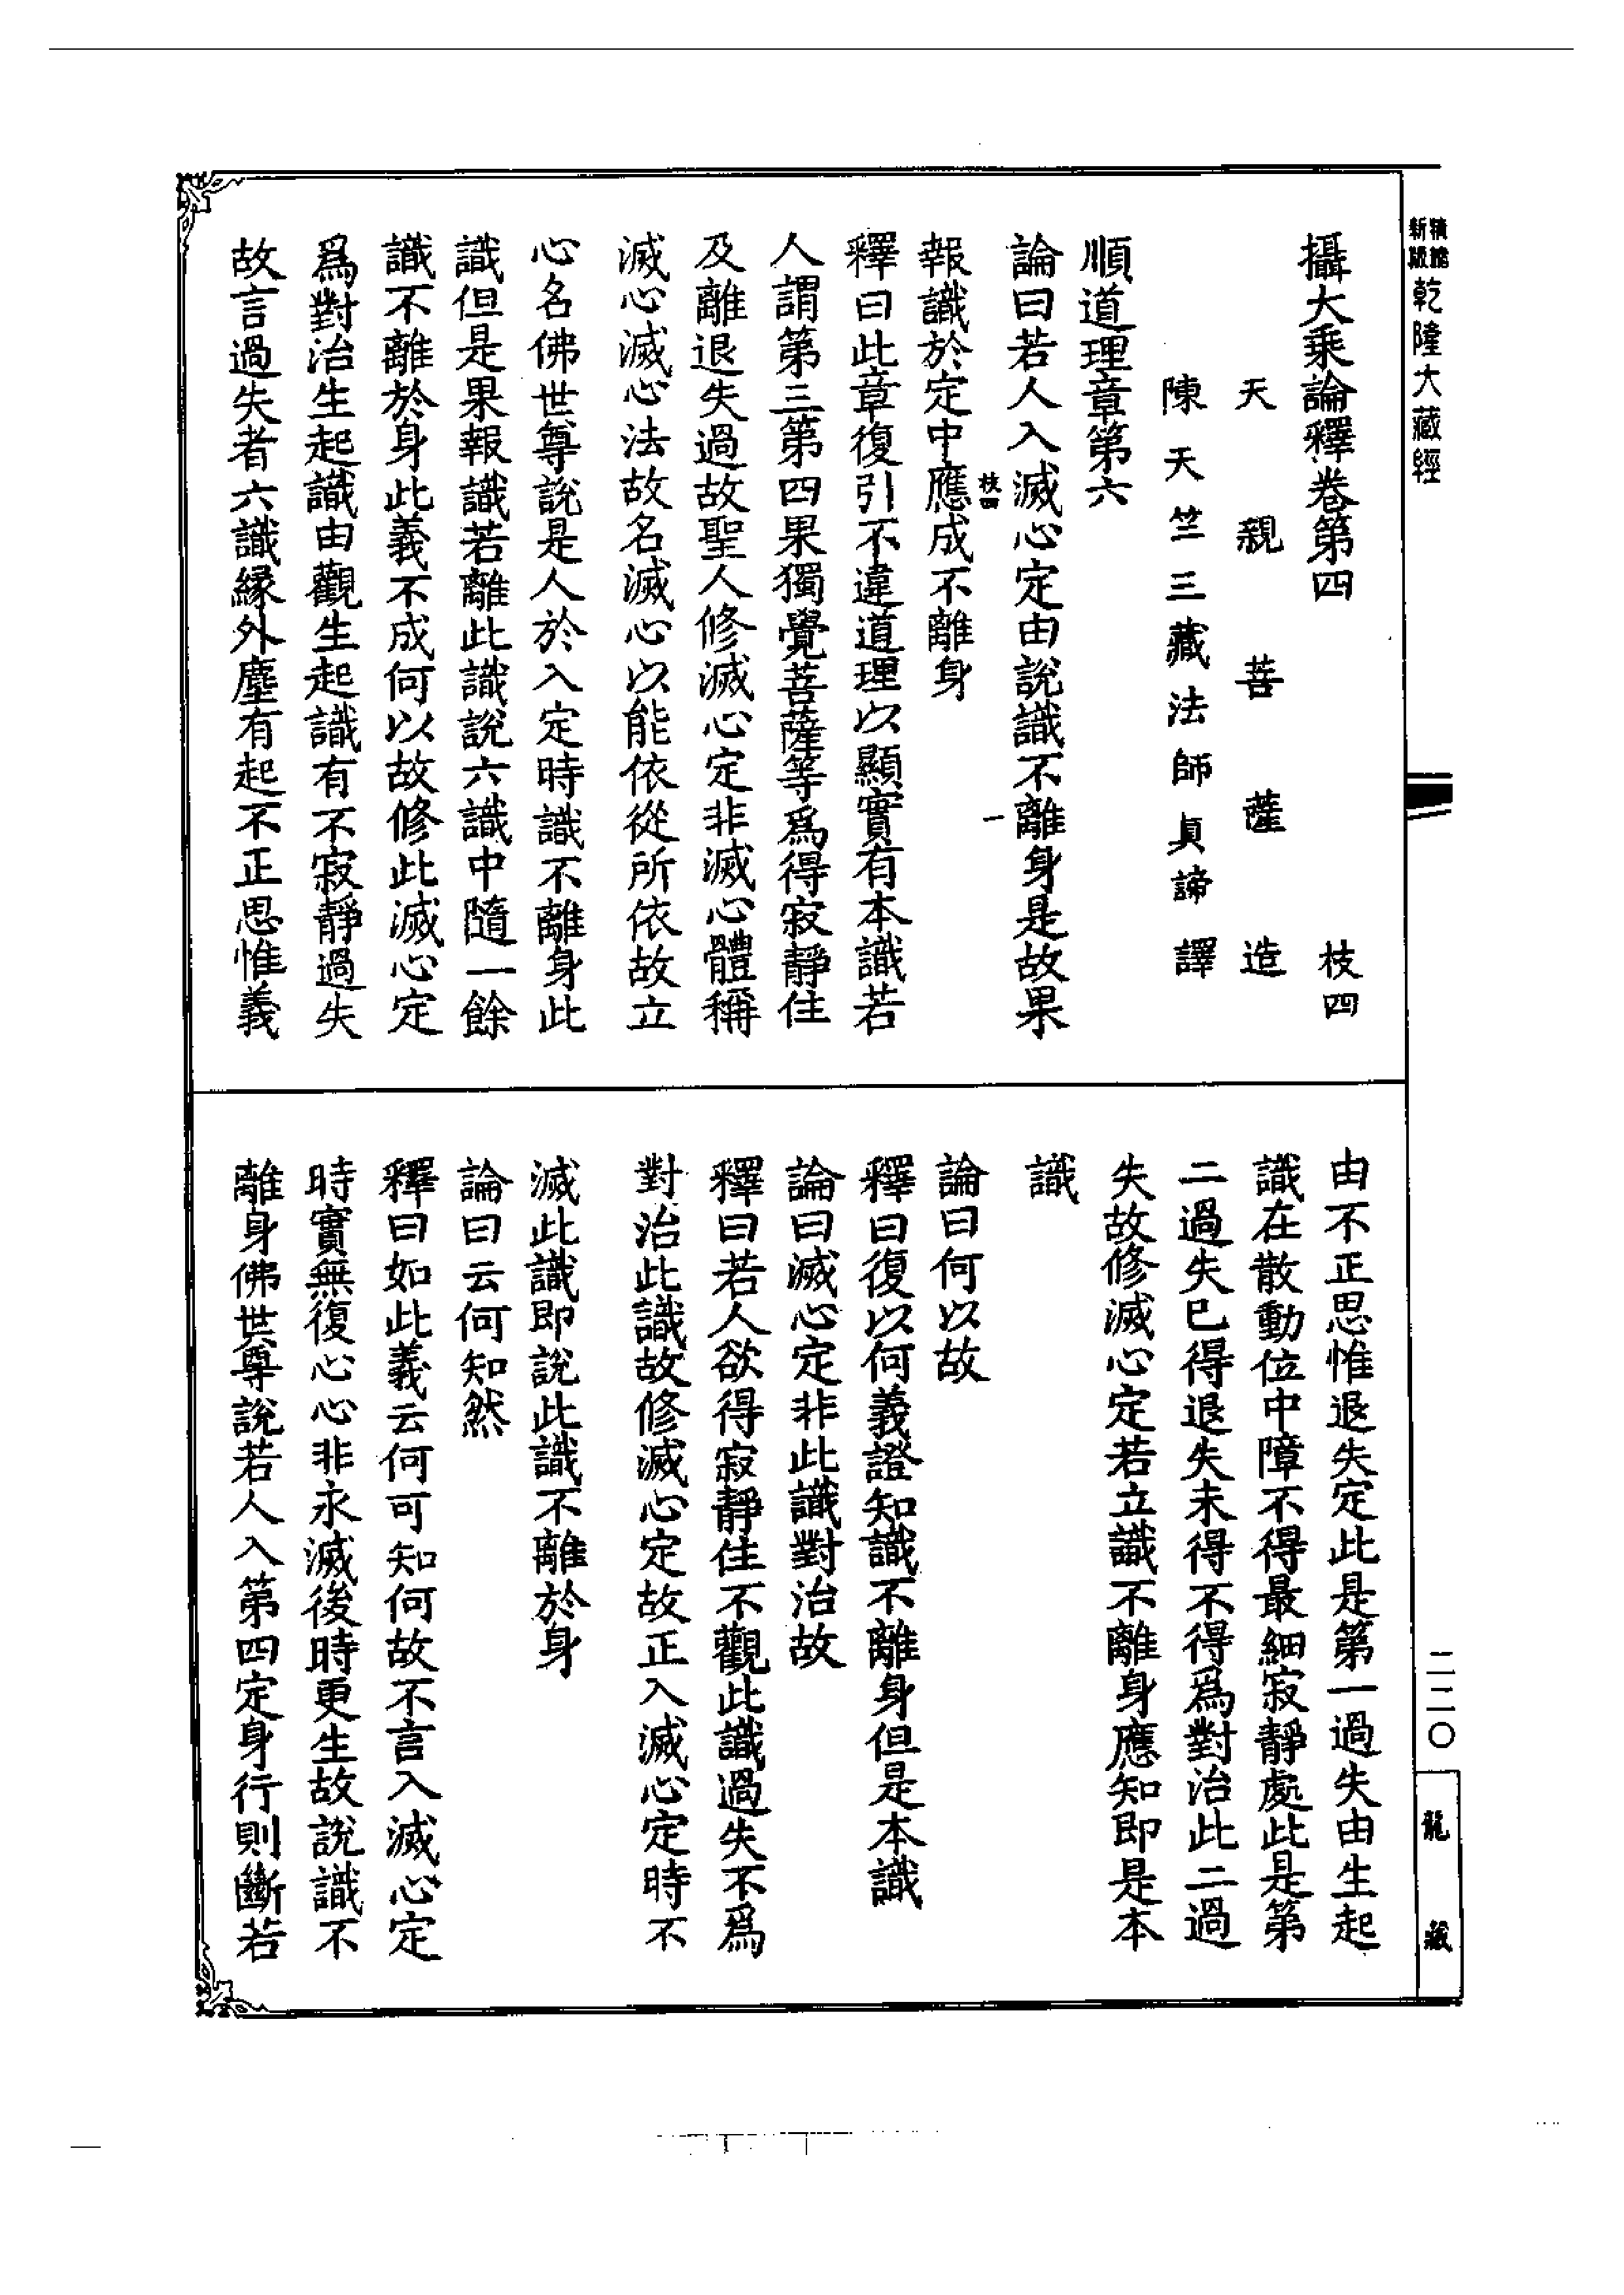 新編縮版
乾隆大藏經
攝大乘論釋卷第四 枝四
天親菩薩造
陳天竺三藏法師真諦譯
順道理章第六
論曰若人入滅心定由說識不離身是故果
枝四 一
報識於定中應成不離身
釋曰此章復引不違道理以顯實有本識若
人謂第三第四果獨覺菩薩等爲得寂靜住
及離退失過故聖人修滅心定非滅心體稱
滅心滅心法故名滅心以能依從所依故立
心名佛世尊說是人於入定時識不離身此
識但是果報識若離此識說六識中隨一餘
識不離於身此義不成何以故修此滅心定
爲對治生起識由觀生起識有不寂靜過失
故言過失者六識緣外塵有起不正思惟義
由不正思惟退失定此是第一過失由生起
識在散動位中障不得最細寂靜處此是第
二過失已得退失未得不得爲對治此二過
失故修滅心定若立識不離身應知即是本
識
論曰何以故
釋曰復以何義證知識不離身但是本識
論曰滅心定非此識對治故
釋曰若人欲得寂靜住不觀此識過失不爲
對治此識故修滅心定故正入滅心定時不
滅此識即說此識不離於身
論曰云何知然
釋曰如此義云何可知何故不言入滅心定
時實無復心心非永滅後時更生故說識不
離身佛世尊說若人入第四定身行則斷若
二二〇
龍藏